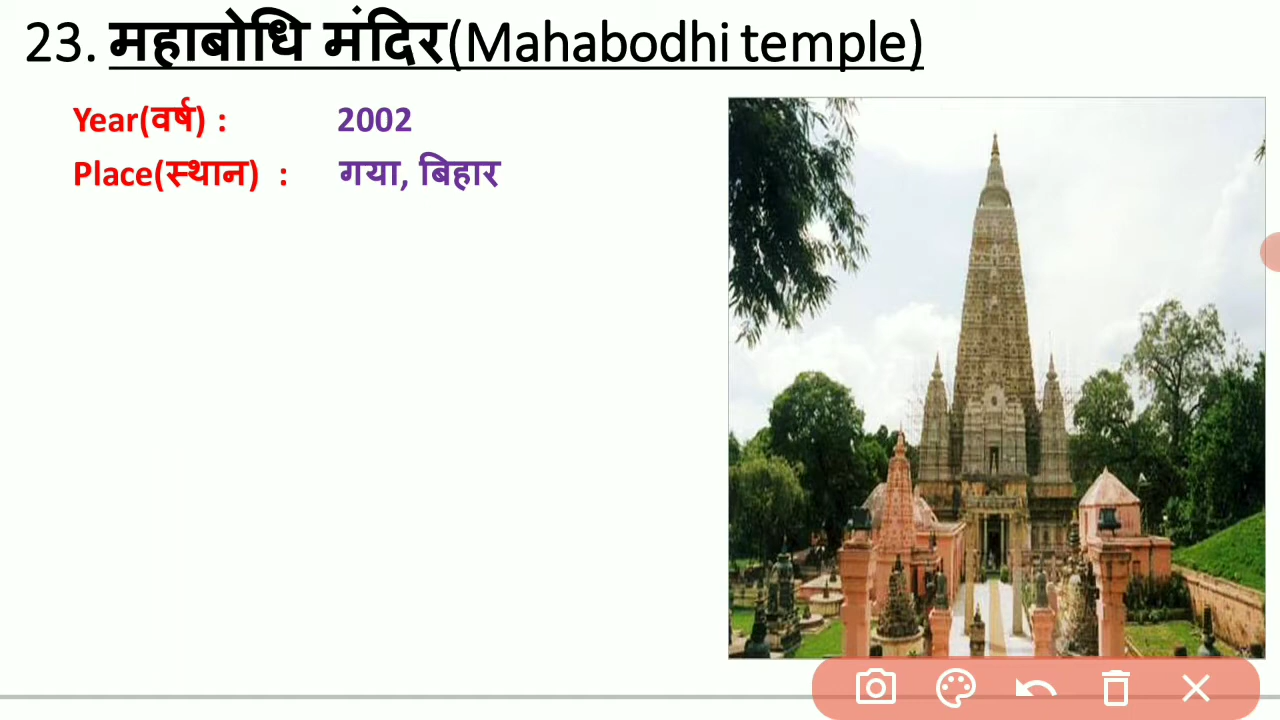 23. महाबोधि मंदिर(Mahabodhi temple)
Year(वर्ष) : 2002
Place(स्थान) : गया, बिहार